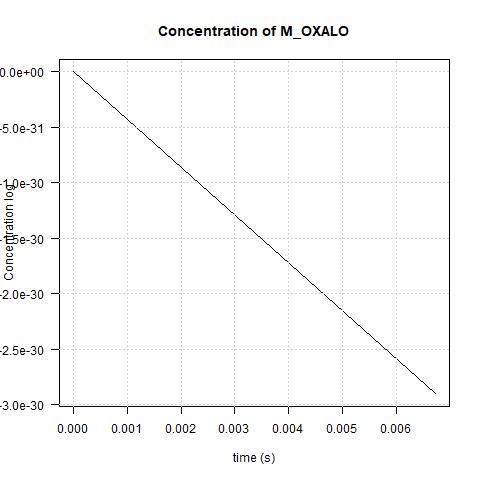 Concentration of M_OXALO
0.0e+00
-5.0e-31
-1.0e-30
-1.5e-30
-2.0e-30
-2.5e-30
-3.0e-30
Concentration log
0.000 0.001 0.002 0.003 0.004 0.005 0.006
time (s)